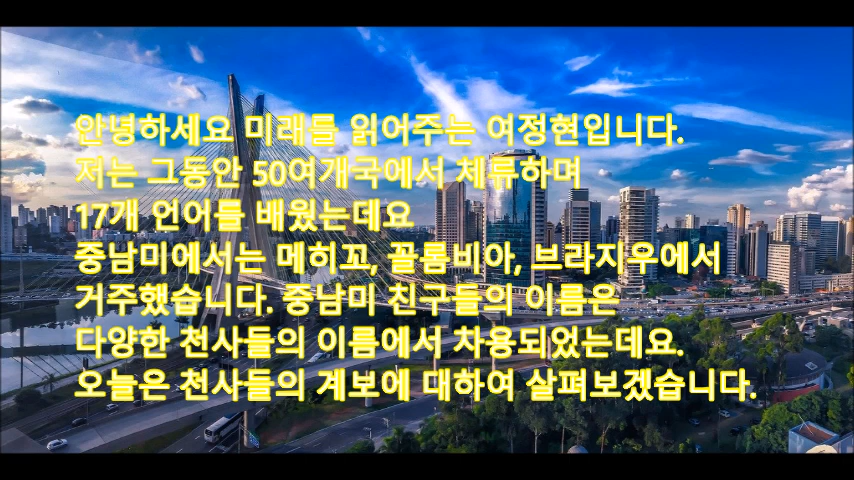 안녕하세요 미래를 읽어주는 여정현입니다.
저는 그동안 50여개국에서 체류하며
17개 언어를 배웠는데요
중남미에서는 메히꼬, 꼴롬비아, 브라지우에서
거주했습니다. 중남미 친구들의 이름은
다양한 천사들의 이름에서 차용되었는데요.
오늘은 천사들의 계보에 대하여 살펴보겠습니다.